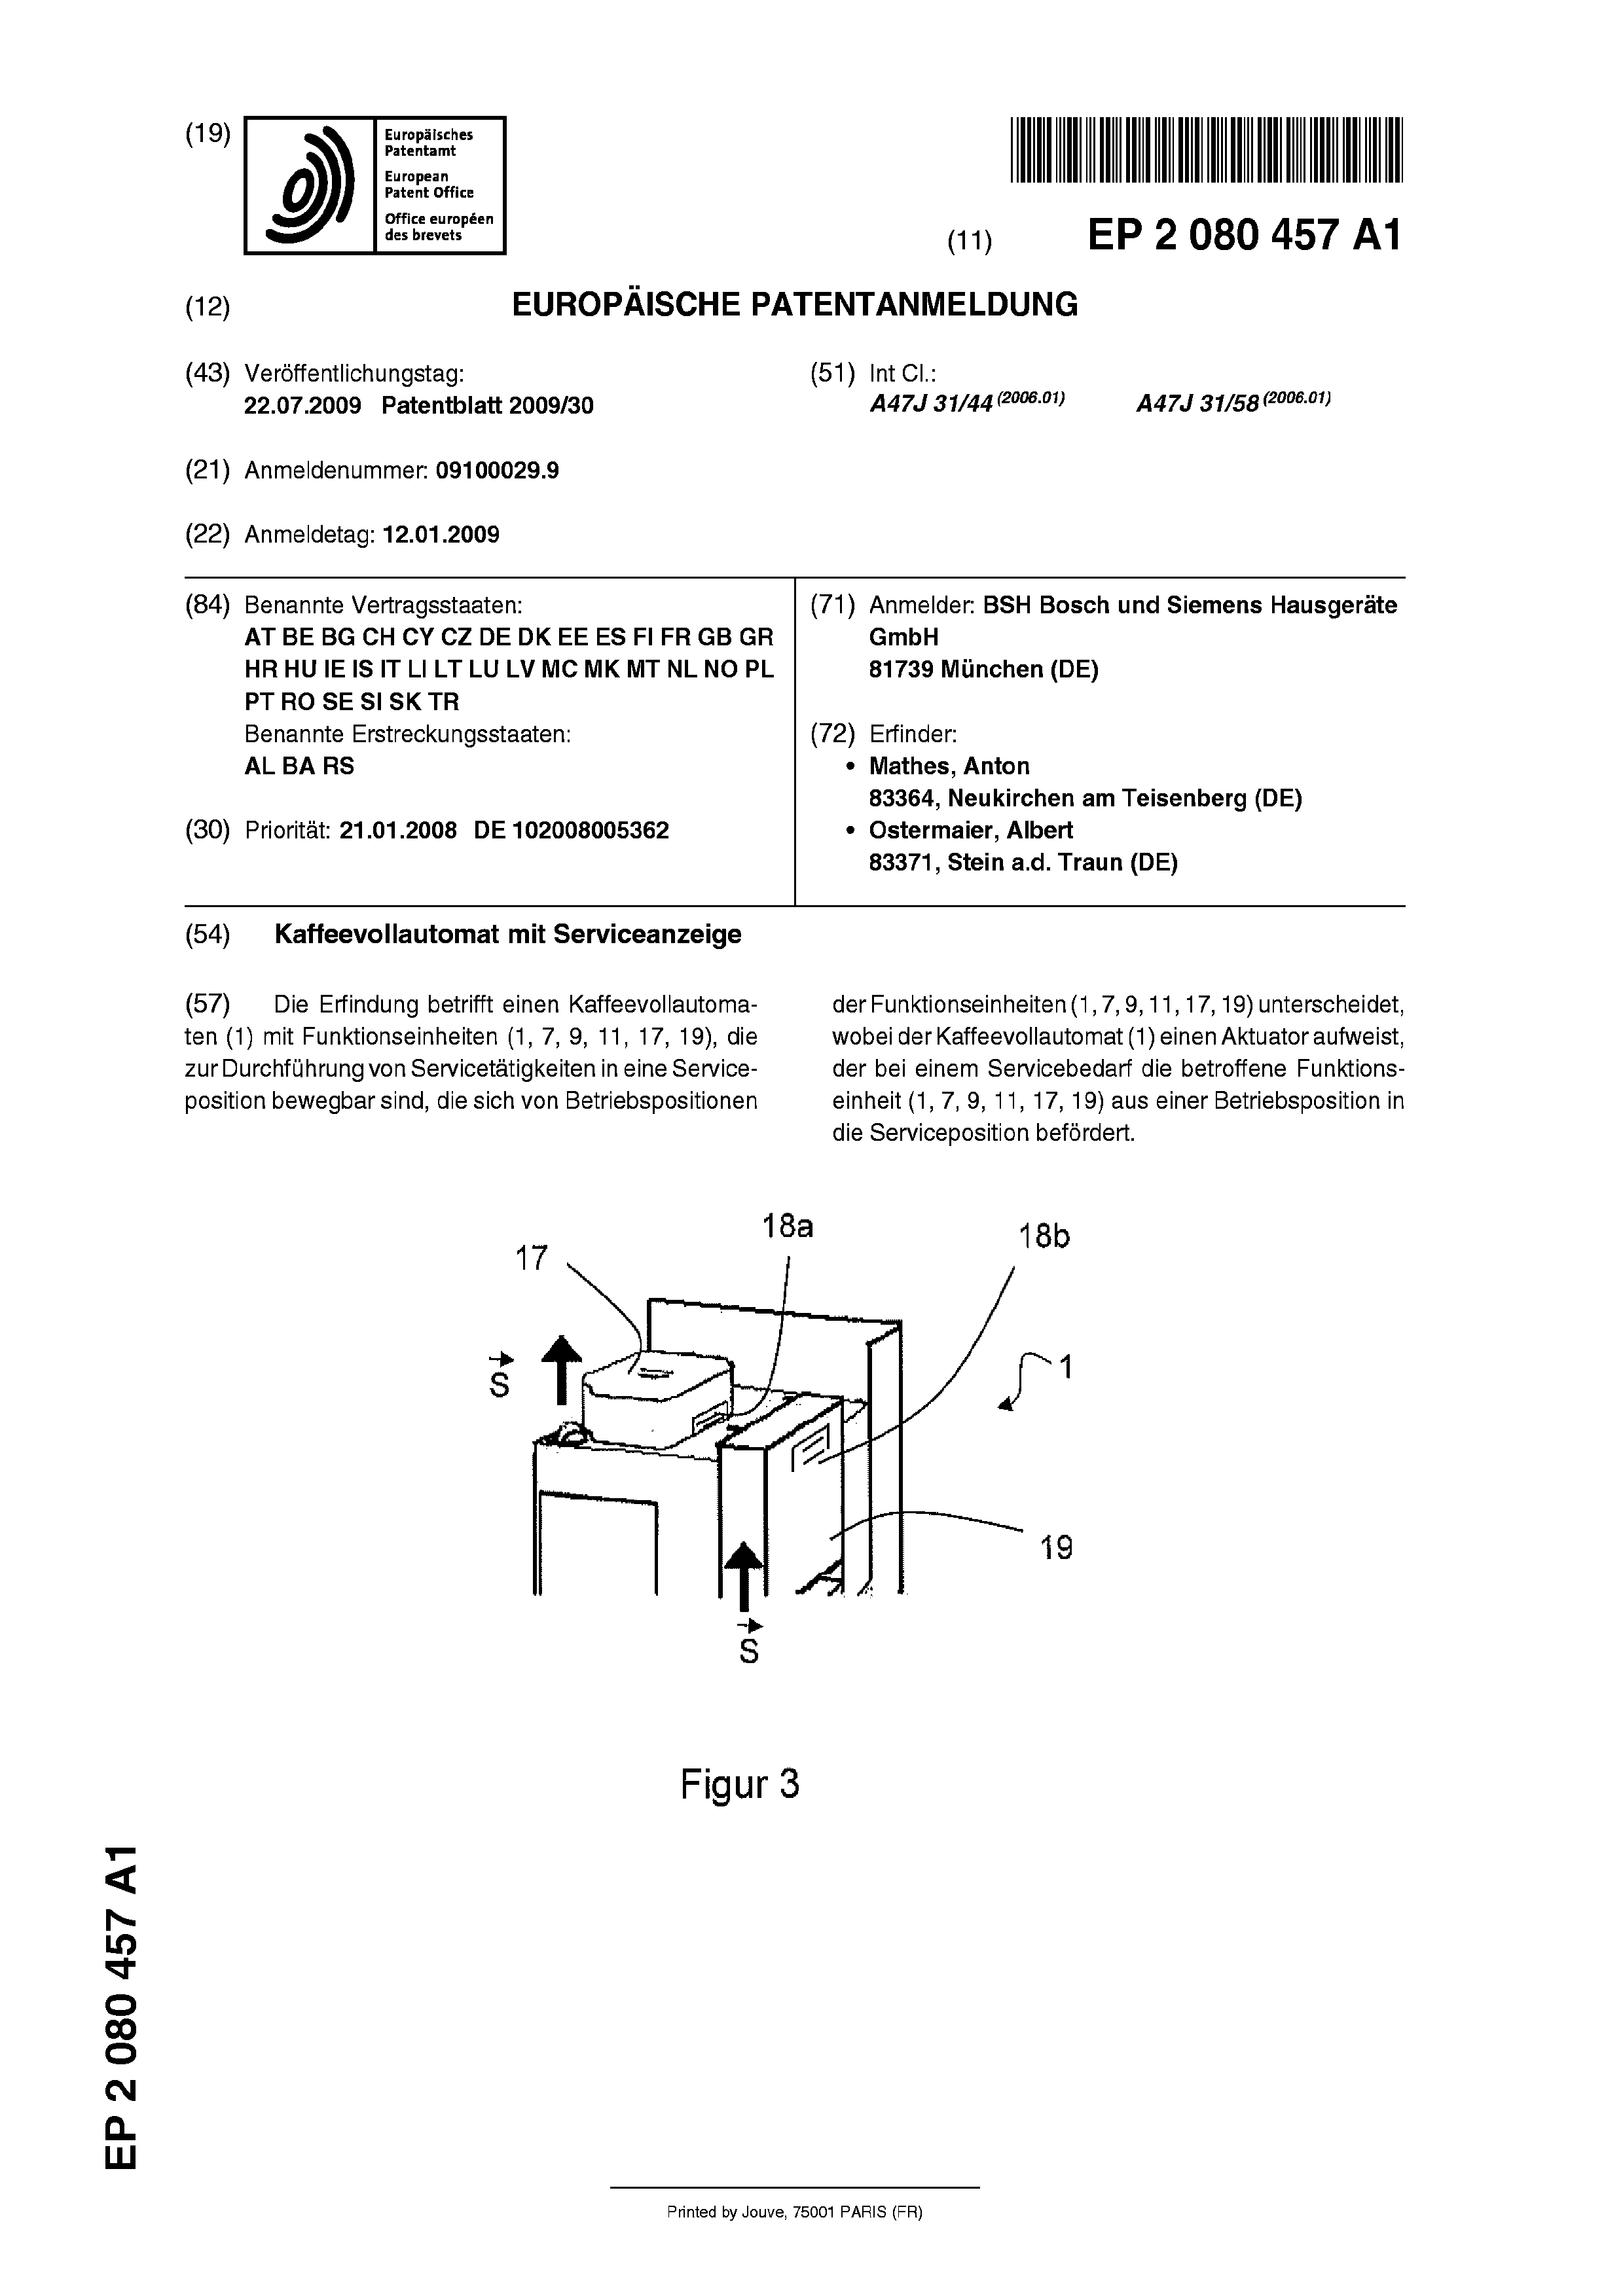 (19)
Europäisches
Patentamt
European
Patent Office
Office européen
des brevets
(11) EP 2 080 457 A1
(12) EUROPÄISCHE PATENTANMELDUNG
(43) Veröffentlichungstag:
22.07.2009 Patentblatt 2009/30
(51) Int Cl.:
A47J 31/44 (2006.01) A47J 31/58 (2006.01)
(21) Anmeldenummer: 09100029.9
(22) Anmeldetag: 12.01.2009
(84) Benannte Vertragsstaaten:
AT BE BG CH CY CZ DE DK EE ES FI FR GB GR
HR HU IE IS IT LI LT LU LV MC MK MT NL NO PL
PT RO SE SI SK TR
Benannte Erstreckungsstaaten:
AL BA RS
(30) Priorität: 21.01.2008 DE 102008005362
(71) Anmelder: BSH Bosch und Siemens Hausgeräte
GmbH
81739 München (DE)
(72) Erfinder:
• Mathes, Anton
83364, Neukirchen am Teisenberg (DE)
• Ostermaier, Albert
83371, Stein a.d. Traun (DE)
(54) Kaffeevollautomat mit Serviceanzeige
(57) Die Erfindung betrifft einen Kaffeevollautoma-
ten (1) mit Funktionseinheiten (1, 7, 9, 11, 17, 19), die
zur Durchführung von Servicetätigkeiten in eine Service-
position bewegbar sind, die sich von Betriebspositionen
der Funktionseinheiten (1, 7, 9, 11, 17, 19) unterscheidet,
wobei der Kaffeevollautomat (1) einen Aktuator aufweist,
der bei einem Servicebedarf die betroffene Funktions-
einheit (1, 7, 9, 11, 17, 19) aus einer Betriebsposition in
die Serviceposition befördert.
18a
18b
17
S
1
19
S
Figur 3
EP 2 080 457 A1
Printed by Jouve, 75001 PARIS (FR)